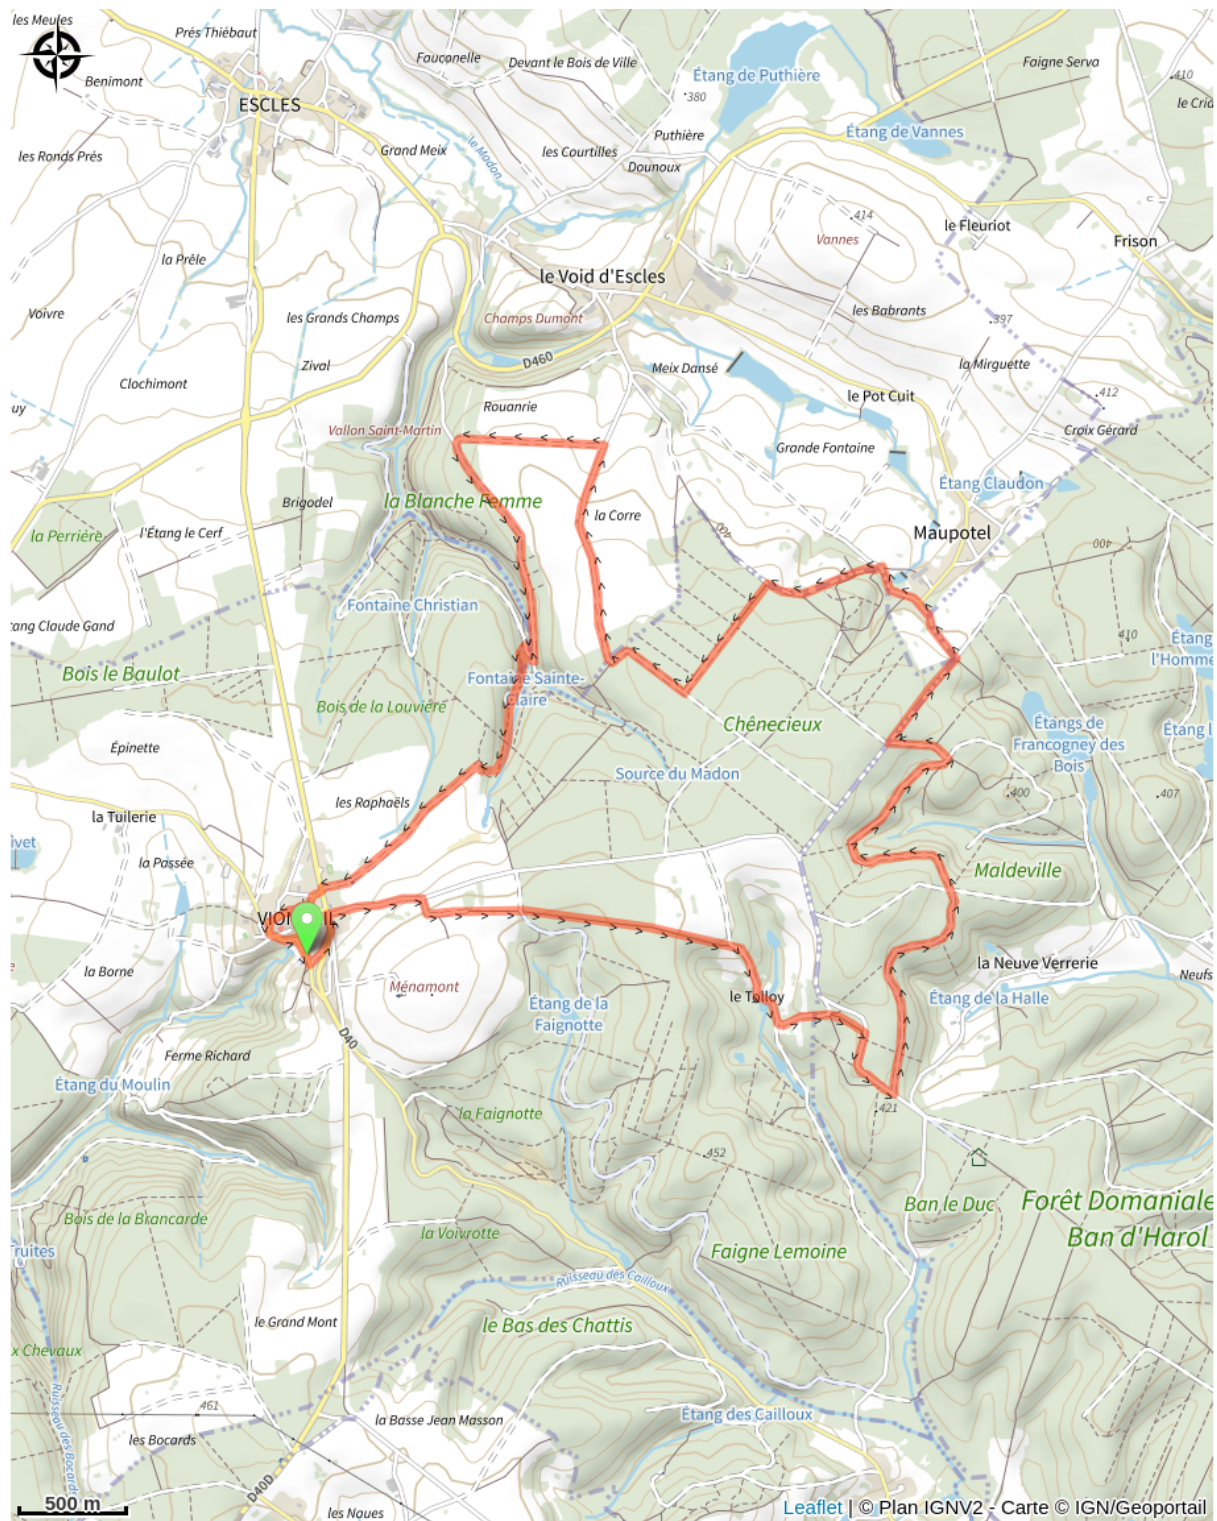 les Meules
Prés Thiébaut
Fauconelle
Devant le Bois de Ville
Étang de Puthière
Faigne Serva
410
Benimont
380
le Crid
ESCLES
Étang de Vannes
Puthière
Grand Meix
le Madon
les Courtilles
Dounoux
les Ronds Prés
414
le Fleuriot
Vannes
Frison
la Prêle
le Void d'Escles
Voivre
les Grands Champs
Champs Dumont
les Babrants
397
D460
Zival
Meix Dansé
la Mirguette
Clochimont
le Pot Cuit
412
uy
Rouanrie
Vallon Saint-Martin
Croix Gérard
Grande Fontaine
Étang Claudon
Brigodel
la Blanche Femme
la Corre
la Perrière
l'Étang le Cerf
400
Maupotel
400
Fontaine Christian
rang Claude Gand
410
Étang
l'Homme
Bois le Baulot
Fontaine Sainte-
Claire
Bois de la Louvière
Chênecieux
Étangs de
Francogney des
Bois
Étang l
Épinette
Source du Madon
400
407
les Raphaëls
la Tuilerie
ivet
la Passée
Maldeville
la Borne
la Neuve Verrerie
Neufs
Ménamont
le Tolloy
Étang de la Halle
Étang de la
Faignotte
D40
Ferme Richard
Étang du Moulin
la Faignotte
421
452
Bois de la Brancarde
Ban le Duc
Forêt Domaniale
Ban d'Harol
la Voivrotte
Truites
Faigne Lemoine
Ruisseau des Cailloux
le Grand Mont
le Bas des Chattis
x Chevaux
Ruisseau des Bocards
461
la Basse Jean Masson
Étang des Cailloux
les Bocards
D40D
500 m
les Naues
Leaflet | © Plan IGNV2 - Carte © IGN/Geoportail